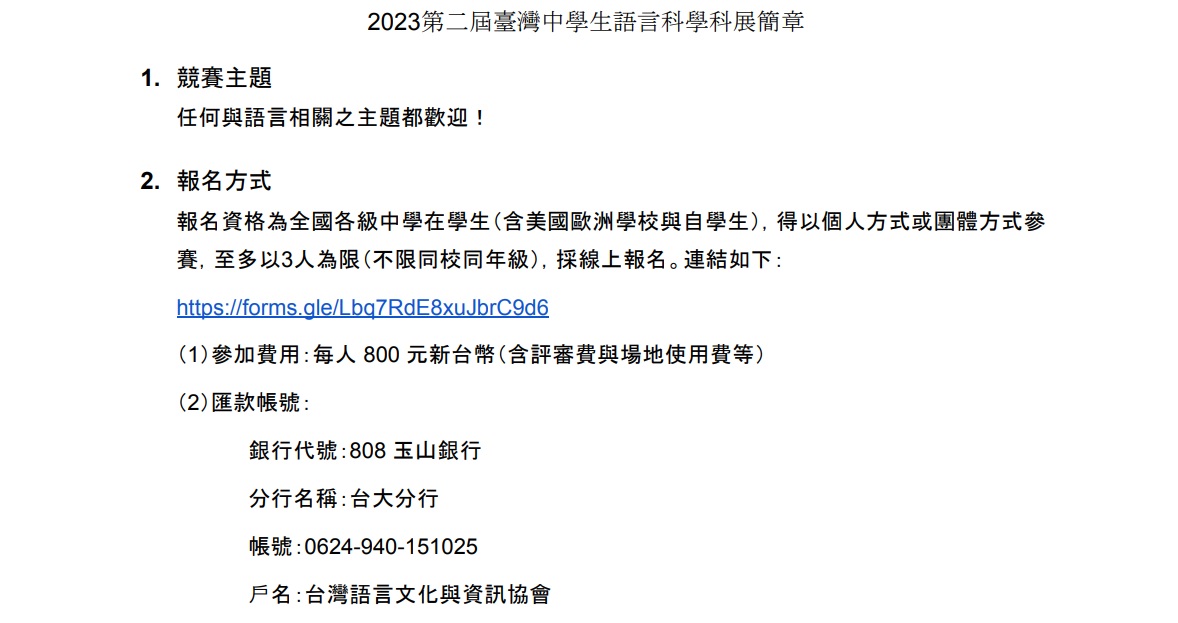 2023第二屆臺灣中學生語言科學科展簡章
1. 競賽主題
任何與語言相關之主題都歡迎！
2. 報名方式
報名資格為全國各級中學在學生（含美國歐洲學校與自學生），得以個人方式或團體方式參
賽，至多以3人為限（不限同校同年級），採線上報名。連結如下：
https://forms.gle/Lbq7RdE8xuJbrC9d6
（1）參加費用：每人 800 元新台幣（含評審費與場地使用費等）
（2）匯款帳號：
銀行代號：808 玉山銀行
分行名稱：台大分行
帳號：0624-940-151025
戶名：台灣語言文化與資訊協會